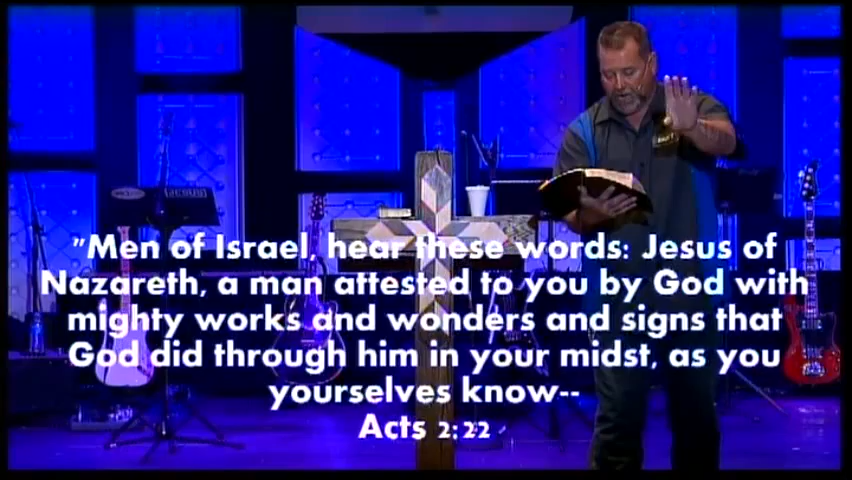 "Men of Israel, hear these words: Jesus of
Nazareth, a man attested to you by God with
mighty works and wonders and signs that
God did through him in your midst, as you
yourselves know--
Acts 2:22